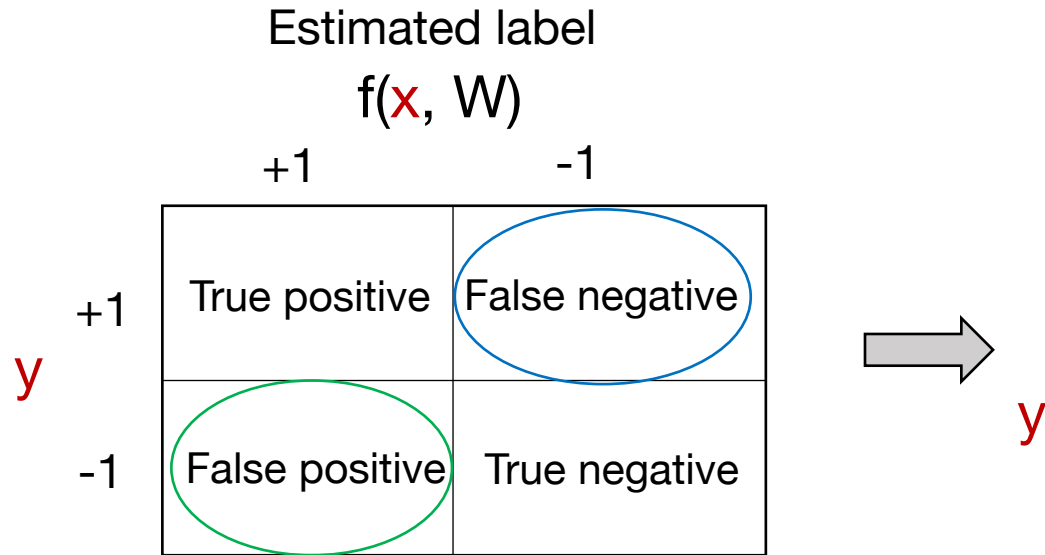 Estimated label
f(x, W)
+1 -1
+1 True positive False negative
y
y
-1 False positive True negative